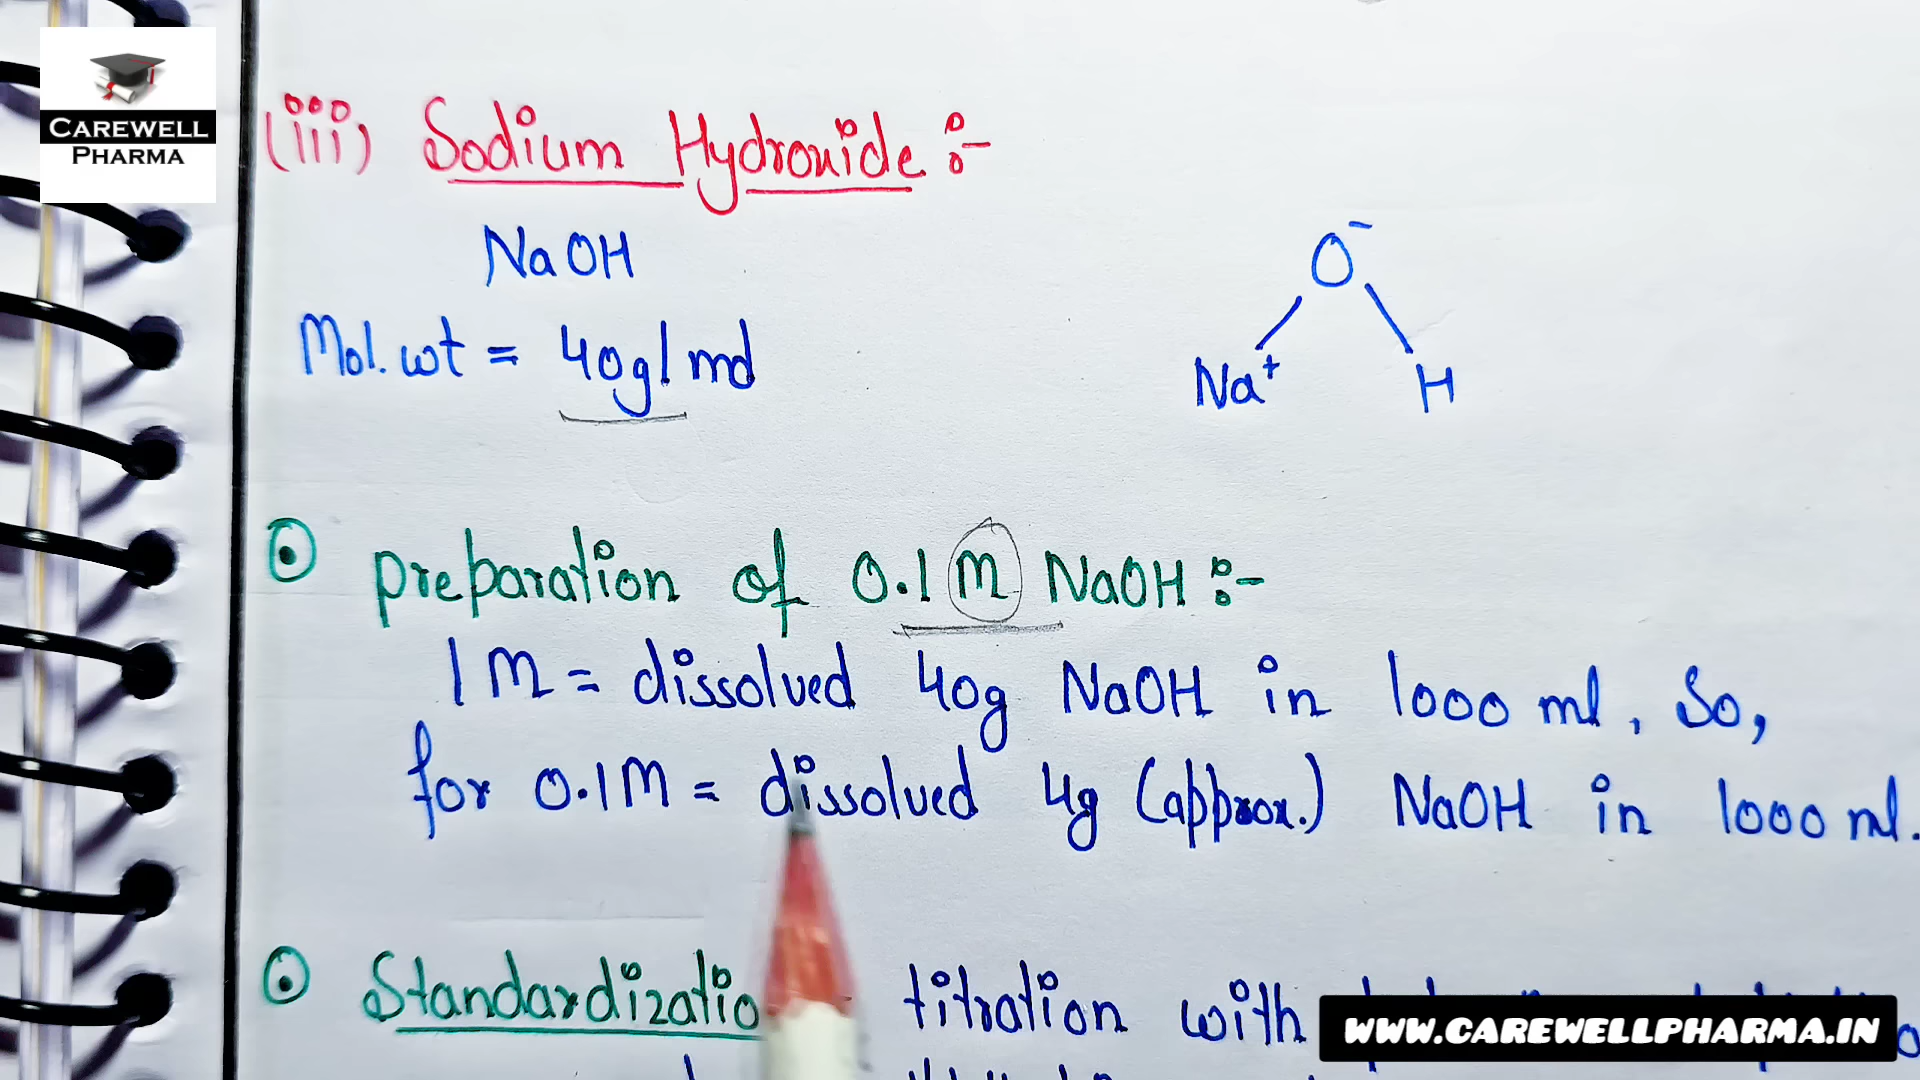 CAREWELL
PHARMA
(iii) Sodium Hydroxide :-
NaOH
Mol. wt = 40g/mol
O⁻
Na⁺ H
Preparation of 0.1 M NaOH :-
1 M = dissolved 40g NaOH in 1000 ml. So,
for 0.1M = dissolved 4g (approx.) NaOH in 1000 ml.
Standardizatio titration with
WWW.CAREWELLPHARMA.IN